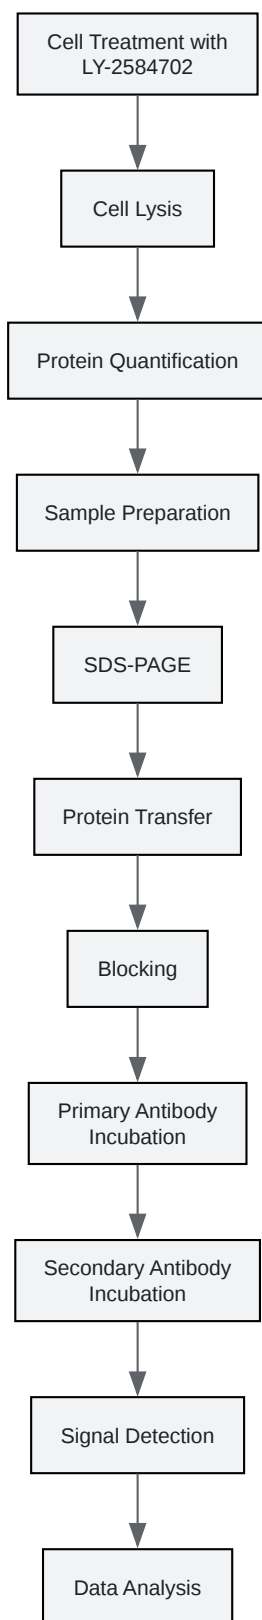 Cell Treatment with
LY-2584702
Cell Lysis
Protein Quantification
Sample Preparation
SDS-PAGE
Protein Transfer
Blocking
Primary Antibody
Incubation
Secondary Antibody
Incubation
Signal Detection
Data Analysis